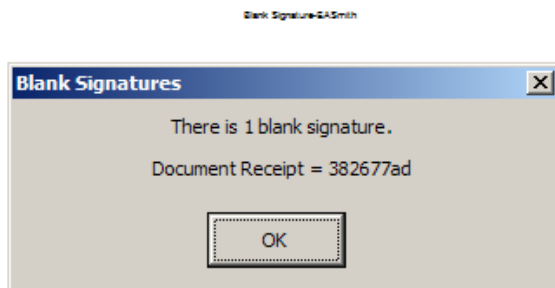 Blank Signature-EASmith
Blank Signatures
There is 1 blank signature.
Document Receipt = 382677ad
OK